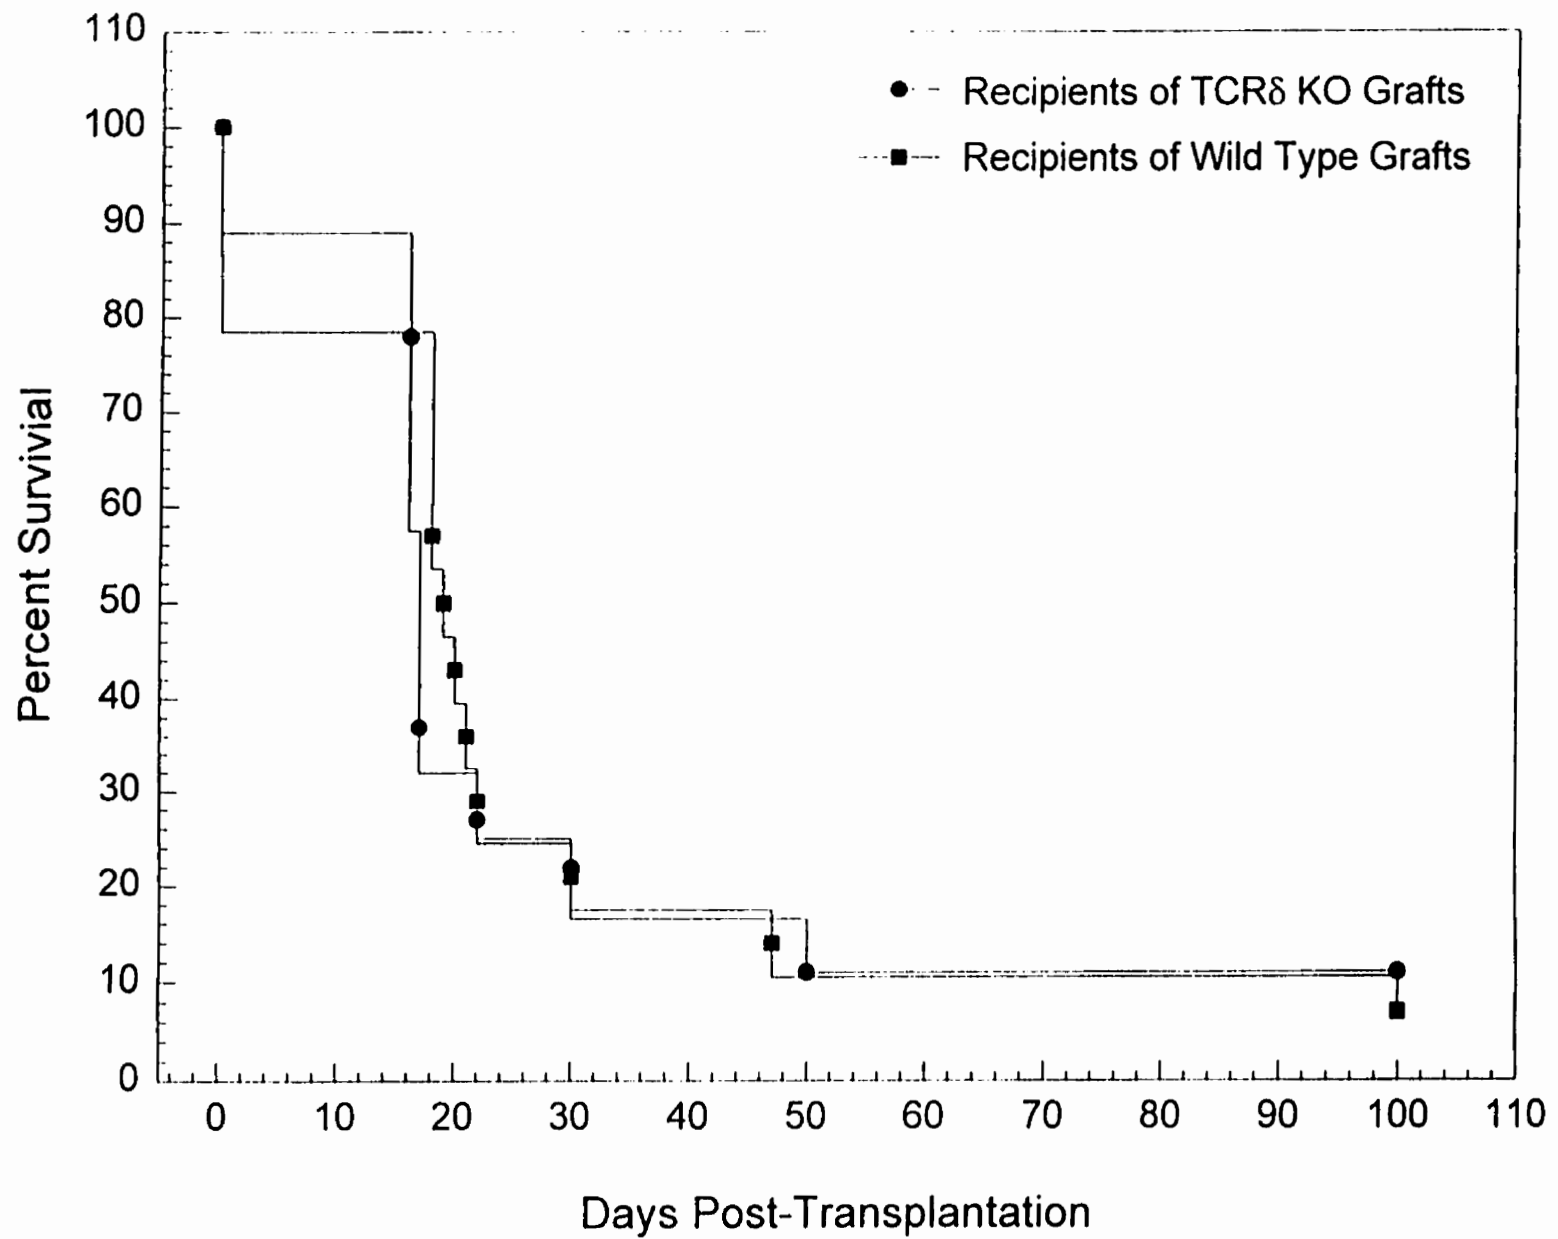 110
100
90
80
70
60
50
40
30
20
10
0
Percent Survivial
Recipients of TCRδ KO Grafts
Recipients of Wild Type Grafts
0 10 20 30 40 50 60 70 80 90 100 110
Days Post-Transplantation